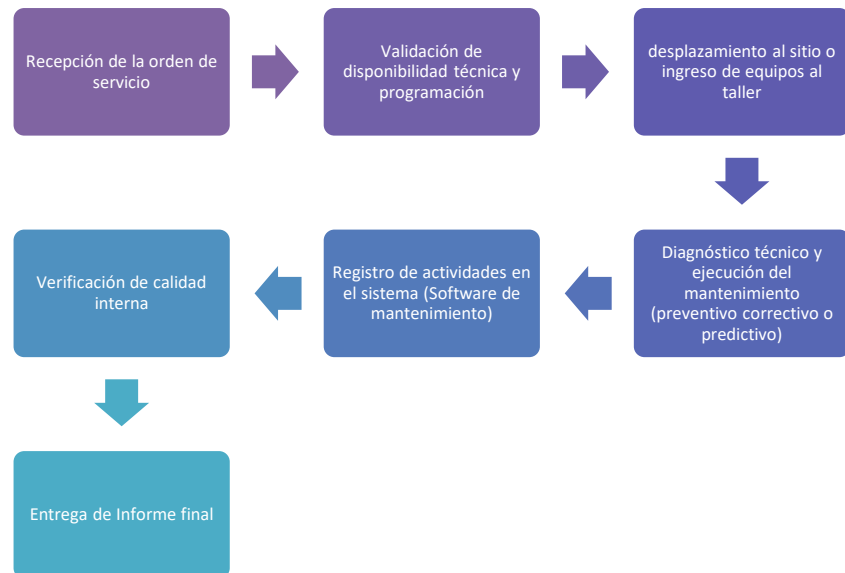 Recepción de la orden de
servicio
Validación de
disponibilidad técnica y
programación
desplazamiento al sitio o
ingreso de equipos al
taller
Diagnóstico técnico y
ejecución del
mantenimiento
(preventivo correctivo o
predictivo)
Registro de actividades en
el sistema (Software de
mantenimiento)
Verificación de calidad
interna
Entrega de Informe final